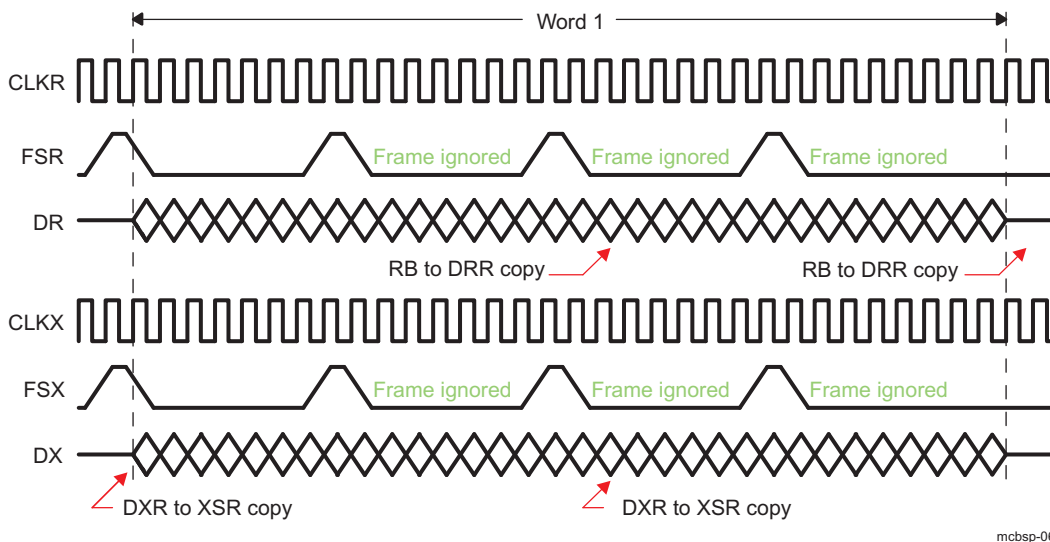 Word 1
CLKR
FSR
Frame ignored Frame ignored Frame ignored
DR
RB to DRR copy RB to DRR copy
CLKX
FSX
Frame ignored Frame ignored Frame ignored
DX
DXR to XSR copy DXR to XSR copy